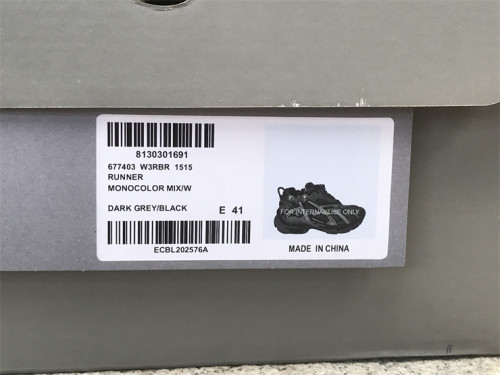 8130301691
677403 W3RBR 1515
RUNNER
MONOCOLOR MIX/W
DARK GREY/BLACK E 41
ECBL202576A
FOR INTERNAL USE ONLY
MADE IN CHINA